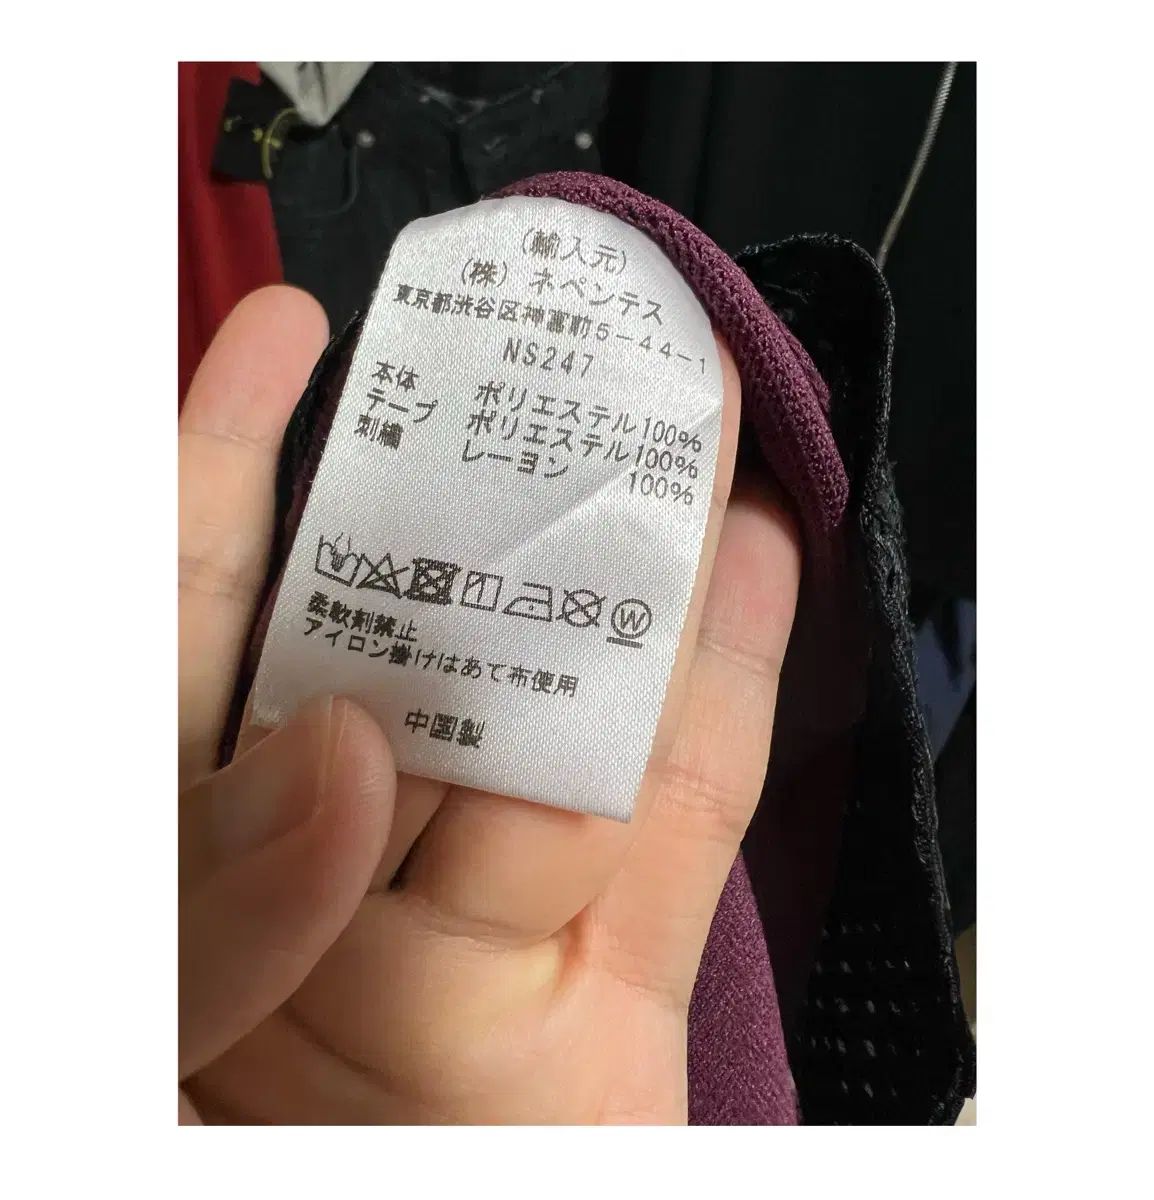 (輸入元)
(株) ネペンテス
東京都渋谷区神宮前5-44-1
NS247
本体 ポリエステル100%
テープ ポリエステル100%
刺繍 レーヨン 100%
W
柔軟剤禁止
アイロン掛けはあて布使用
中国製